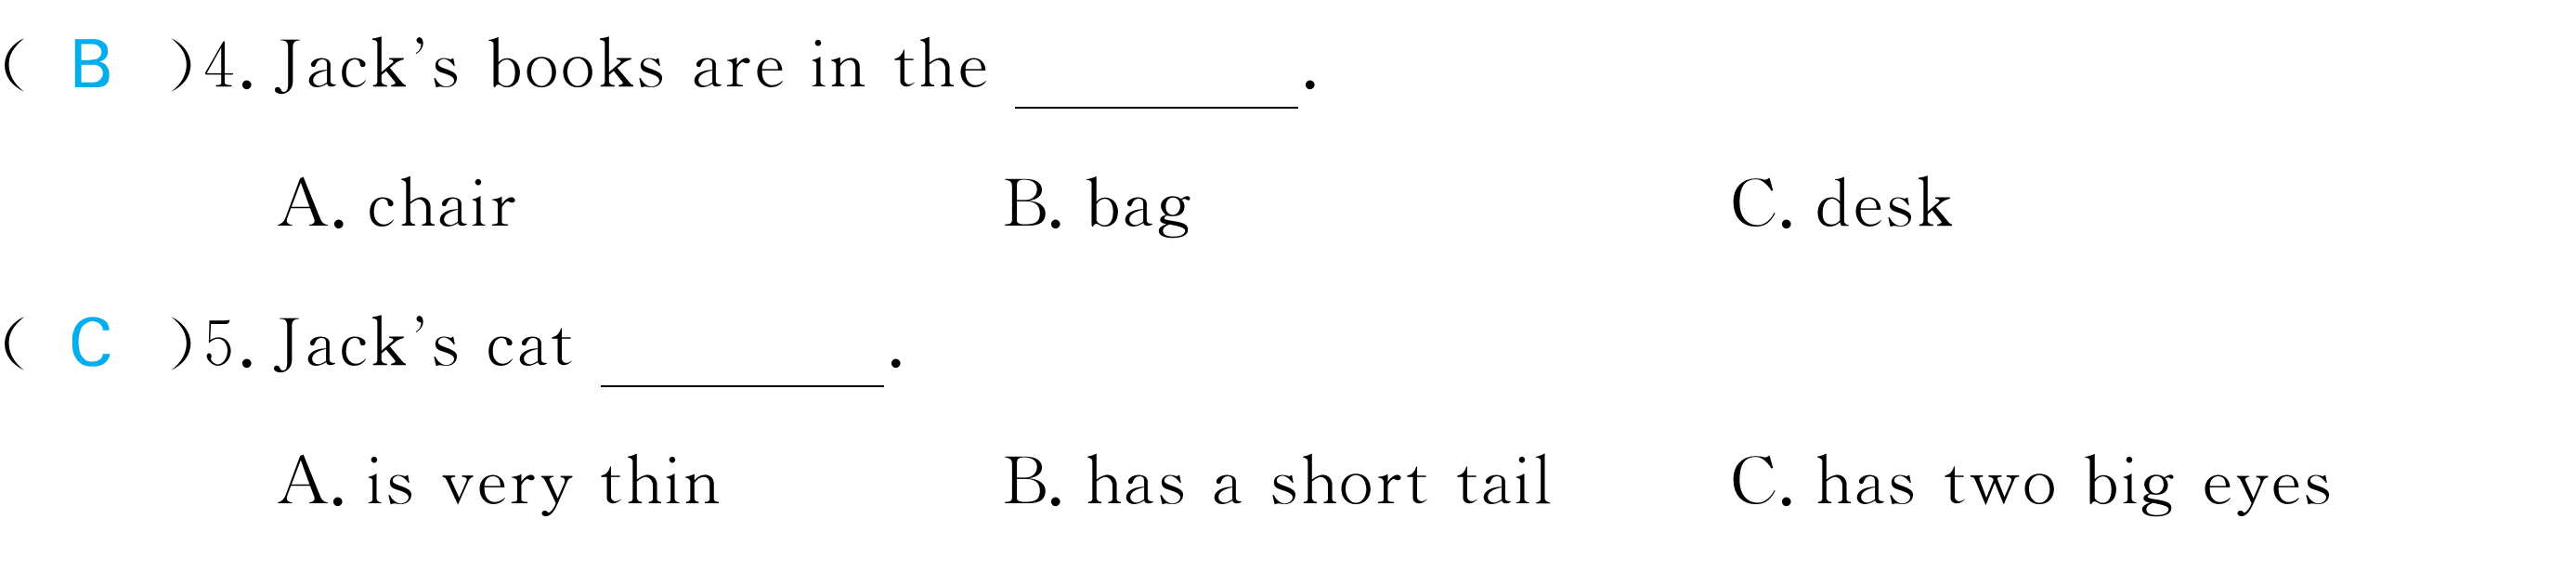 ( B )4. Jack's books are in the ________.
A. chair B. bag C. desk
( C )5. Jack's cat ________.
A. is very thin B. has a short tail C. has two big eyes